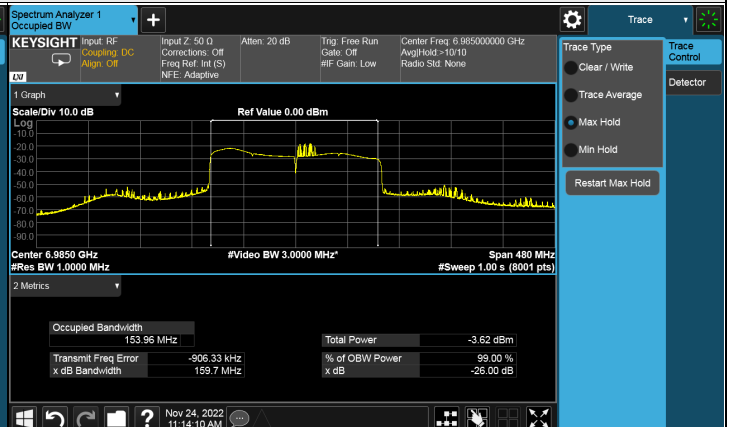 Spectrum Analyzer 1
Occupied BW
Trace
KEYSIGHT
LXI
Input: RF
Coupling: DC
Align: Off
Input Z: 50 Ω
Corrections: Off
Freq Ref: Int (S)
NFE: Adaptive
Atten: 20 dB
Trig: Free Run
Gate: Off
#IF Gain: Low
Center Freq: 6.985000000 GHz
Avg|Hold:>10/10
Radio Std: None
Trace Type
Clear / Write
Trace Average
Max Hold
Min Hold
Restart Max Hold
Trace
Control
Detector
1 Graph
Scale/Div 10.0 dB
Ref Value 0.00 dBm
Log
-10.0
-20.0
-30.0
-40.0
-50.0
-60.0
-70.0
-80.0
-90.0
Center 6.9850 GHz
#Video BW 3.0000 MHz*
Span 480 MHz
#Res BW 1.0000 MHz
#Sweep 1.00 s (8001 pts)
2 Metrics
Occupied Bandwidth
153.96 MHz
Total Power -3.62 dBm
Transmit Freq Error -906.33 kHz
% of OBW Power 99.00 %
x dB Bandwidth 159.7 MHz
x dB -26.00 dB
?
Nov 24, 2022
11:14:10 AM